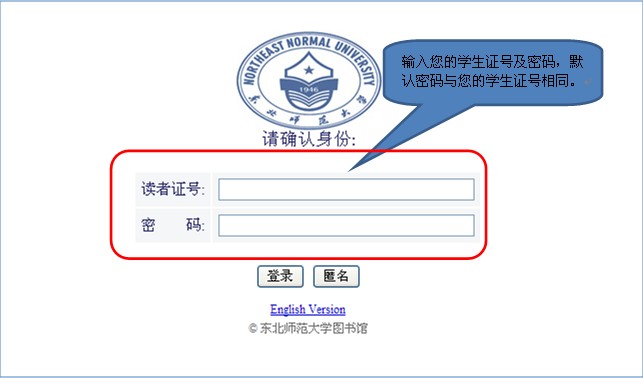 NORTHEAST NORMAL UNIVERSITY
1946
东北师范大学
输入您的学生证号及密码，默
认密码与您的学生证号相同。
请确认身份:
读者证号:
密 码:
登录 匿名
English Version
© 东北师范大学图书馆